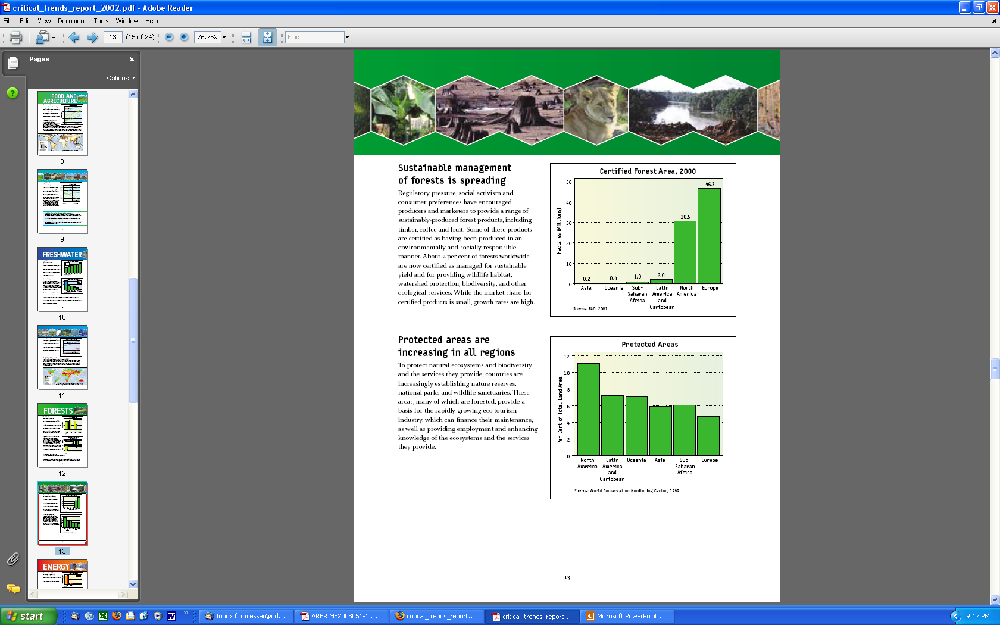 critical_trends_report_2002.pdf - Adobe Reader
File Edit View Document Tools Window Help
13 (15 of 24) 76.7% Find
Pages
Options
FOOD AND
AGRICULTURE
8
9
FRESHWATER
10
11
FORESTS
12
13
ENERGY
Sustainable management
of forests is spreading
Regulatory pressure, social activism and
consumer preferences have encouraged
producers and marketers to provide a range of
sustainably-produced forest products, including
timber, coffee and fruit. Some of these products
are certified as having been produced in an
environmentally and socially responsible
manner. About 2 per cent of forests worldwide
are now certified as managed for sustainable
yield and for providing wildlife habitat,
watershed protection, biodiversity, and other
ecological services. While the market share for
certified products is small, growth rates are high.
Certified Forest Area, 2000
Hectares (Millions)
50
40
30
20
10
0
0.2
0.4
1.0
2.0
30.5
46.7
Asia
Oceania
Sub-
Saharan
Africa
Latin
America
and
Caribbean
North
America
Europe
Source: FAO, 2001
Protected areas are
increasing in all regions
To protect natural ecosystems and biodiversity
and the services they provide, countries are
increasingly establishing nature reserves,
national parks and wildlife sanctuaries. These
areas, many of which are forested, provide a
basis for the rapidly growing eco-tourism
industry, which can finance their maintenance,
as well as providing employment and enhancing
knowledge of the ecosystems and the services
they provide.
Protected Areas
Per Cent of Total Land Area
12
10
8
6
4
2
0
North
America
Latin
America
and
Caribbean
Oceania
Asia
Sub-
Saharan
Africa
Europe
Source: World Conservation Monitoring Center, 1999
13
start
Inbox for messer@ud...
ARER MS2008051-1 ...
critical_trends_report...
critical_trends_report...
Microsoft PowerPoint ...
9:17 PM